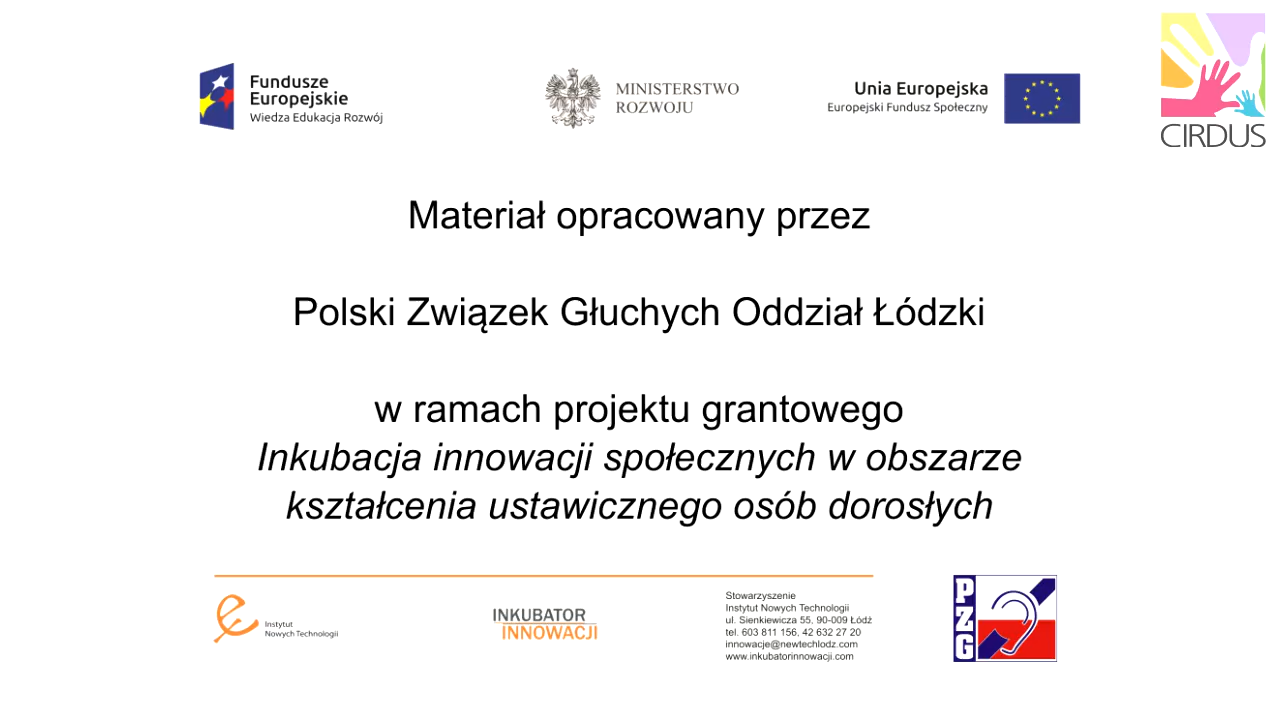 Fundusze
Europejskie
Wiedza Edukacja Rozwój
MINISTERSTWO
ROZWOJU
Unia Europejska
Europejski Fundusz Społeczny
CIRDUS
Materiał opracowany przez
Polski Związek Głuchych Oddział Łódzki
w ramach projektu grantowego
Inkubacja innowacji społecznych w obszarze
kształcenia ustawicznego osób dorosłych
Instytut
Nowych Technologii
INKUBATOR
INNOWACJI
Stowarzyszenie
Instytut Nowych Technologii
ul. Sienkiewicza 55, 90-009 Łódź
tel. 603 811 156, 42 632 27 20
innowacje@newtechlodz.com
www.inkubatorinnowacji.com
PZG